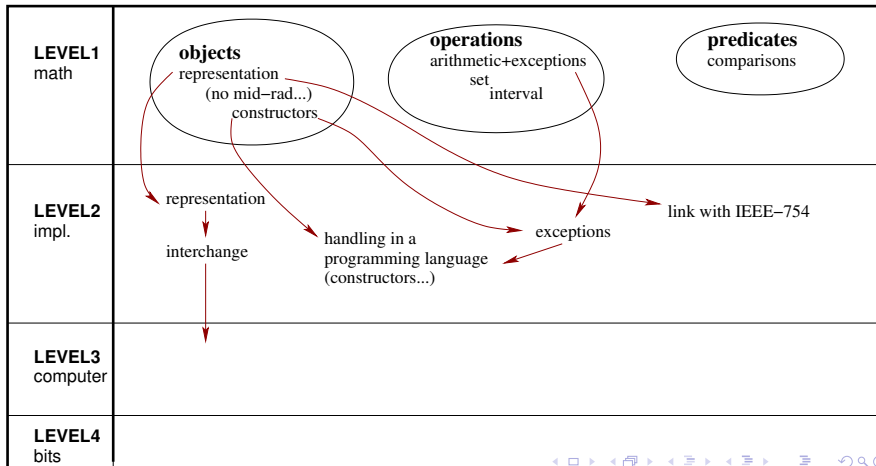 LEVEL1
math
objects
representation
(no mid−rad...)
constructors
operations
arithmetic+exceptions
set
interval
predicates
comparisons
LEVEL2
impl.
representation
interchange
handling in a
programming language
(constructors...)
exceptions
link with IEEE−754
LEVEL3
computer
LEVEL4
bits